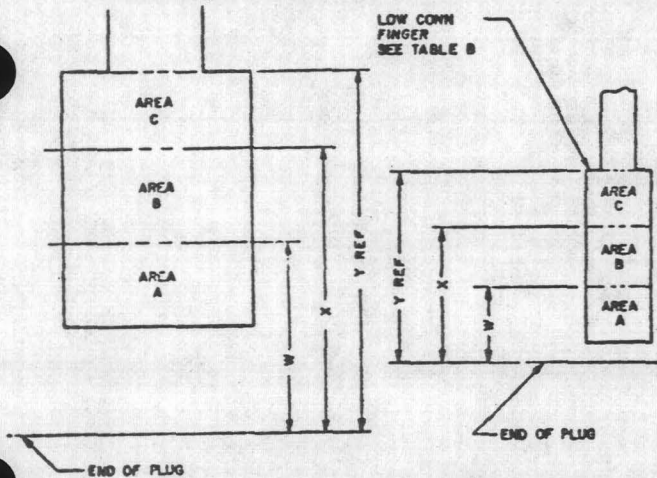 AREA
C
AREA
B
AREA
A
W
X
Y REF
END OF PLUG
LOW CONN
FINGER
SEE TABLE B
AREA
C
AREA
B
AREA
A
Y REF
X
W
END OF PLUG